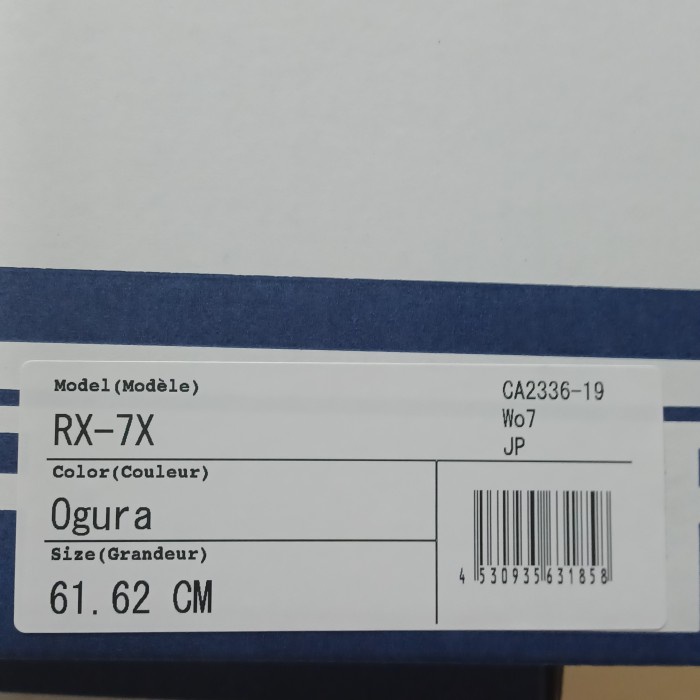 Model(Modèle)
RX-7X
CA2336-19
Wo7
JP
Color(Couleur)
Ogura
Size(Grandeur)
61.62 CM
4 530935 631858